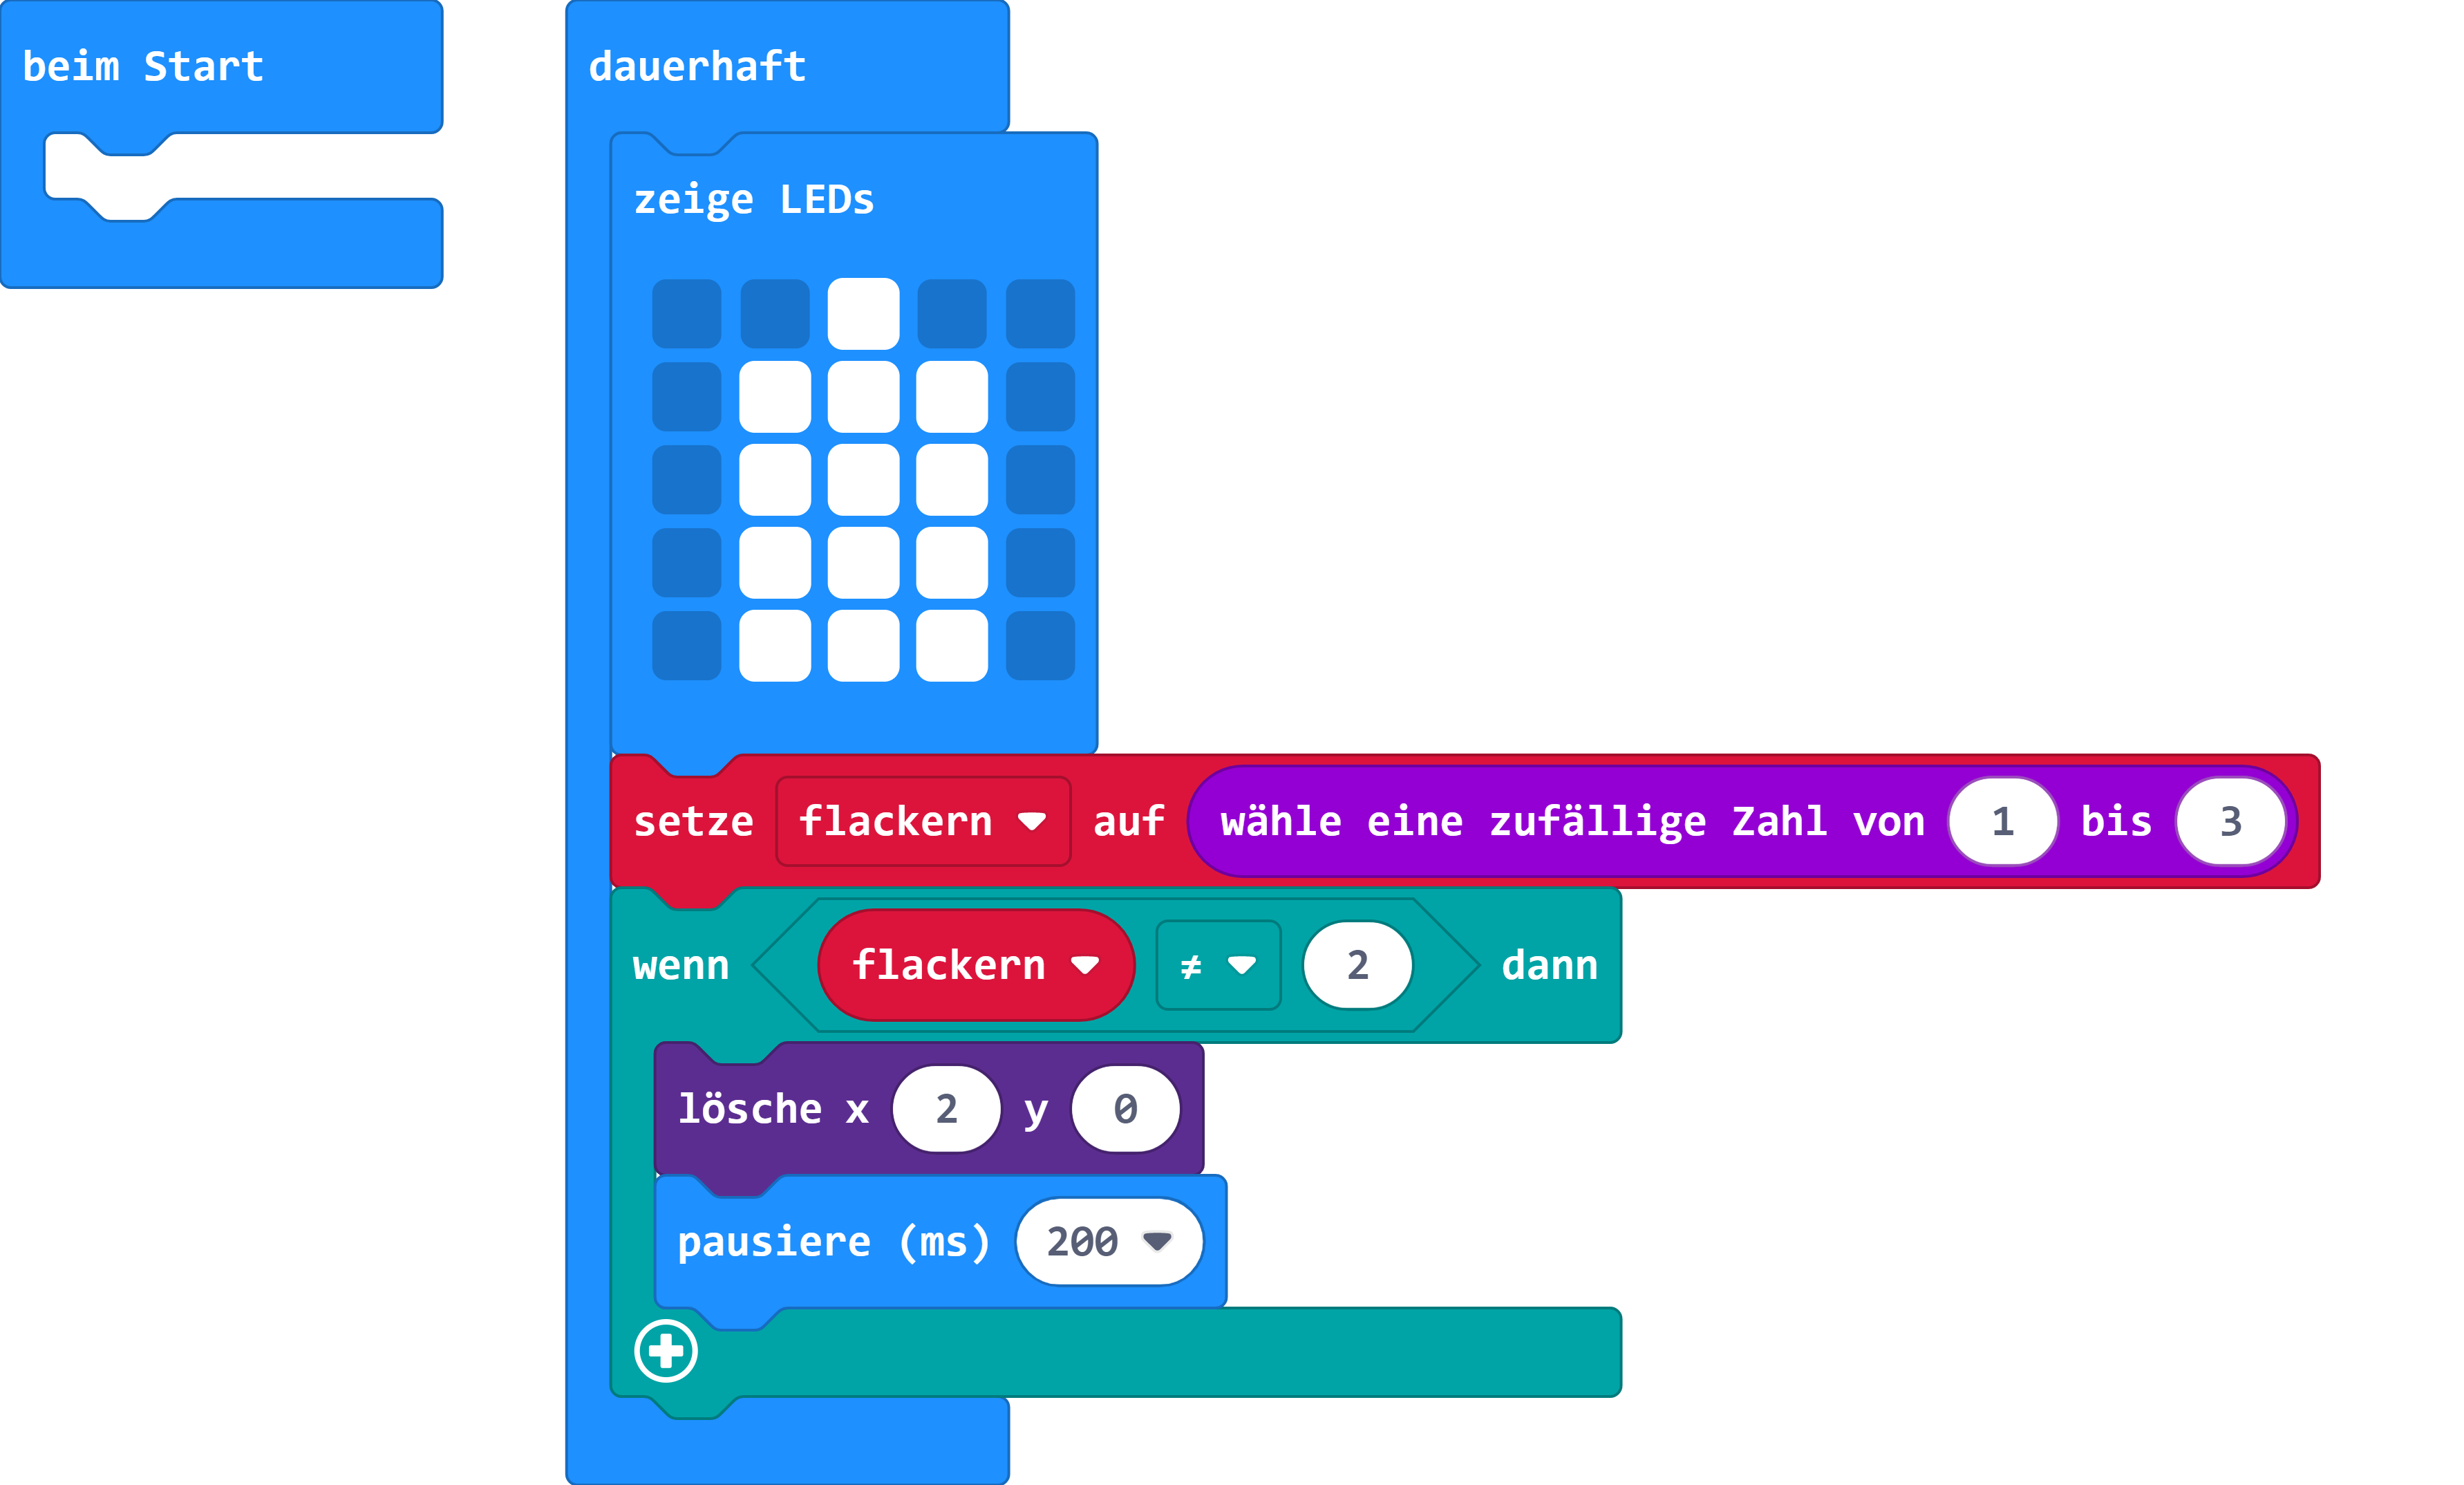 beim Start
dauerhaft
zeige LEDs
setze flackern auf wähle eine zufällige Zahl von 1 bis 3
wenn flackern ≠ 2 dann
lösche x 2 y 0
pausiere (ms) 200